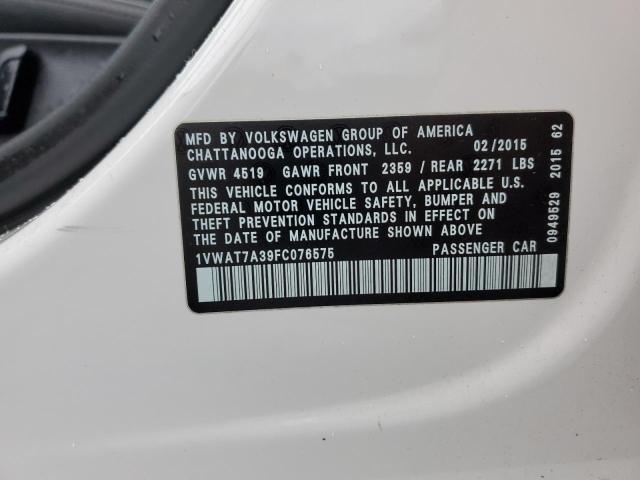 MFD BY VOLKSWAGEN GROUP OF AMERICA
CHATTANOOGA OPERATIONS, LLC. 02/2015
GVWR 4519 GAWR FRONT 2359 / REAR 2271 LBS
THIS VEHICLE CONFORMS TO ALL APPLICABLE U.S.
FEDERAL MOTOR VEHICLE SAFETY, BUMPER AND
THEFT PREVENTION STANDARDS IN EFFECT ON
THE DATE OF MANUFACTURE SHOWN ABOVE
1VWAT7A39FC076575 PASSENGER CAR
0949529 2015 62